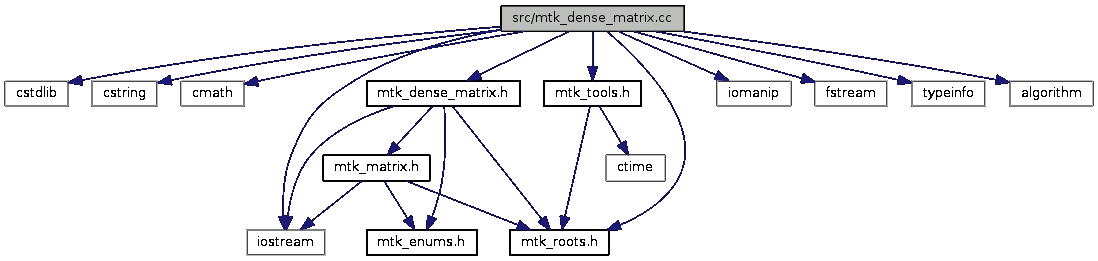 src/mtk_dense_matrix.cc
cstdlib
cstring
cmath
mtk_dense_matrix.h
mtk_tools.h
iomanip
fstream
typeinfo
algorithm
mtk_matrix.h
ctime
iostream
mtk_enums.h
mtk_roots.h